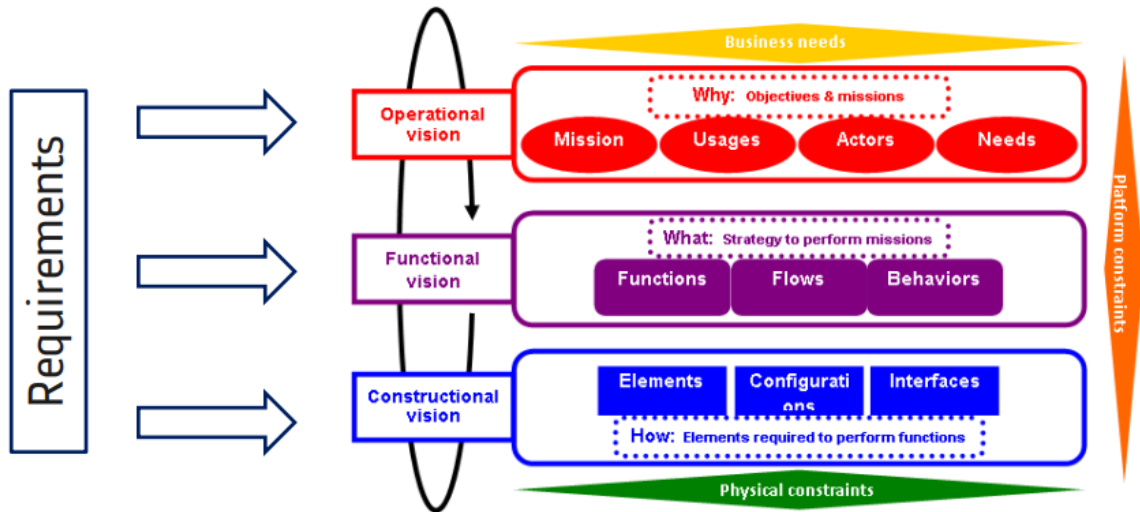 Requirements
Business needs
Operational
vision
Why: Objectives & missions
Mission
Usages
Actors
Needs
Functional
vision
What: Strategy to perform missions
Functions
Flows
Behaviors
Constructional
vision
Elements
Configurati
ons
Interfaces
How: Elements required to perform functions
Physical constraints
Platform constraints